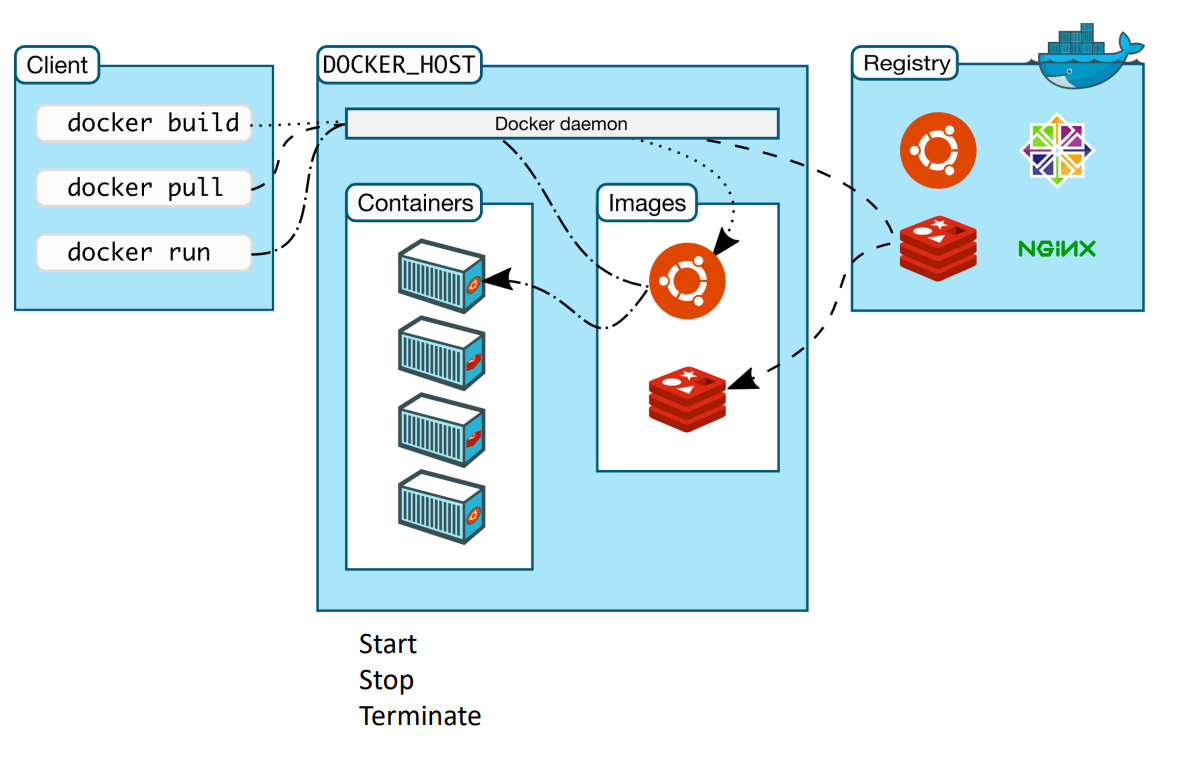 Client
docker build
docker pull
docker run
DOCKER_HOST
Docker daemon
Containers
Images
Registry
NGINX
Start
Stop
Terminate